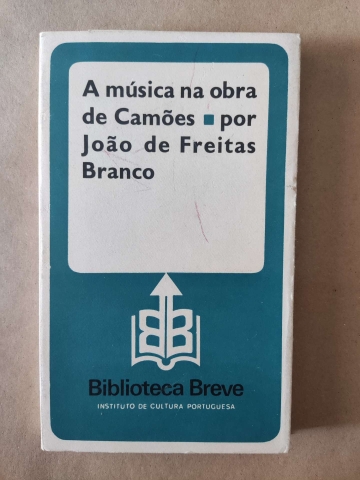 A música na obra
de Camões ■ por
João de Freitas
Branco
BB
Biblioteca Breve
INSTITUTO DE CULTURA PORTUGUESA